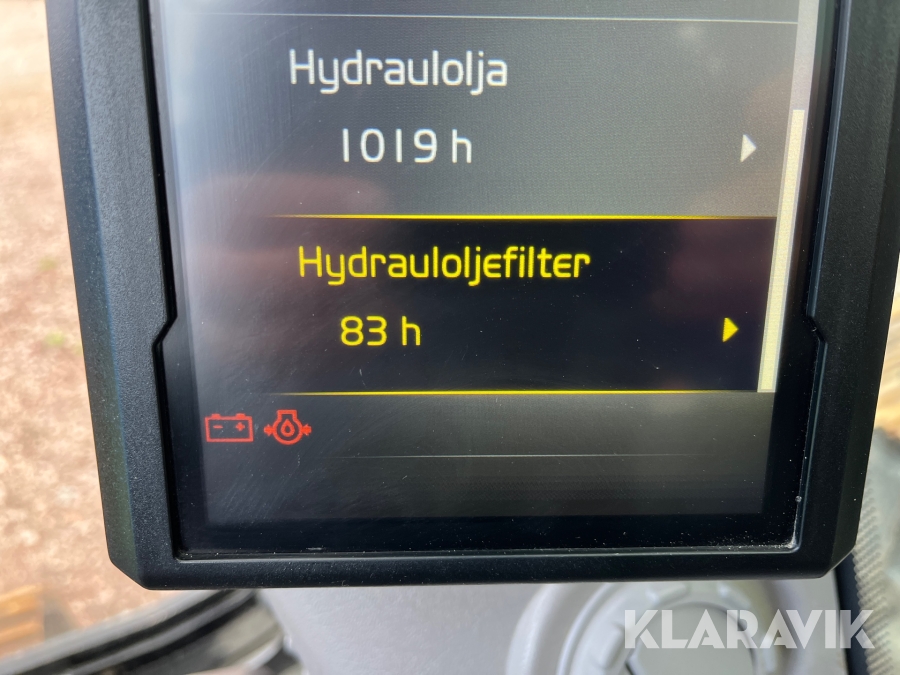 Hydraulolja
1019 h
Hydrauloljefilter
83 h
KLARAVIK